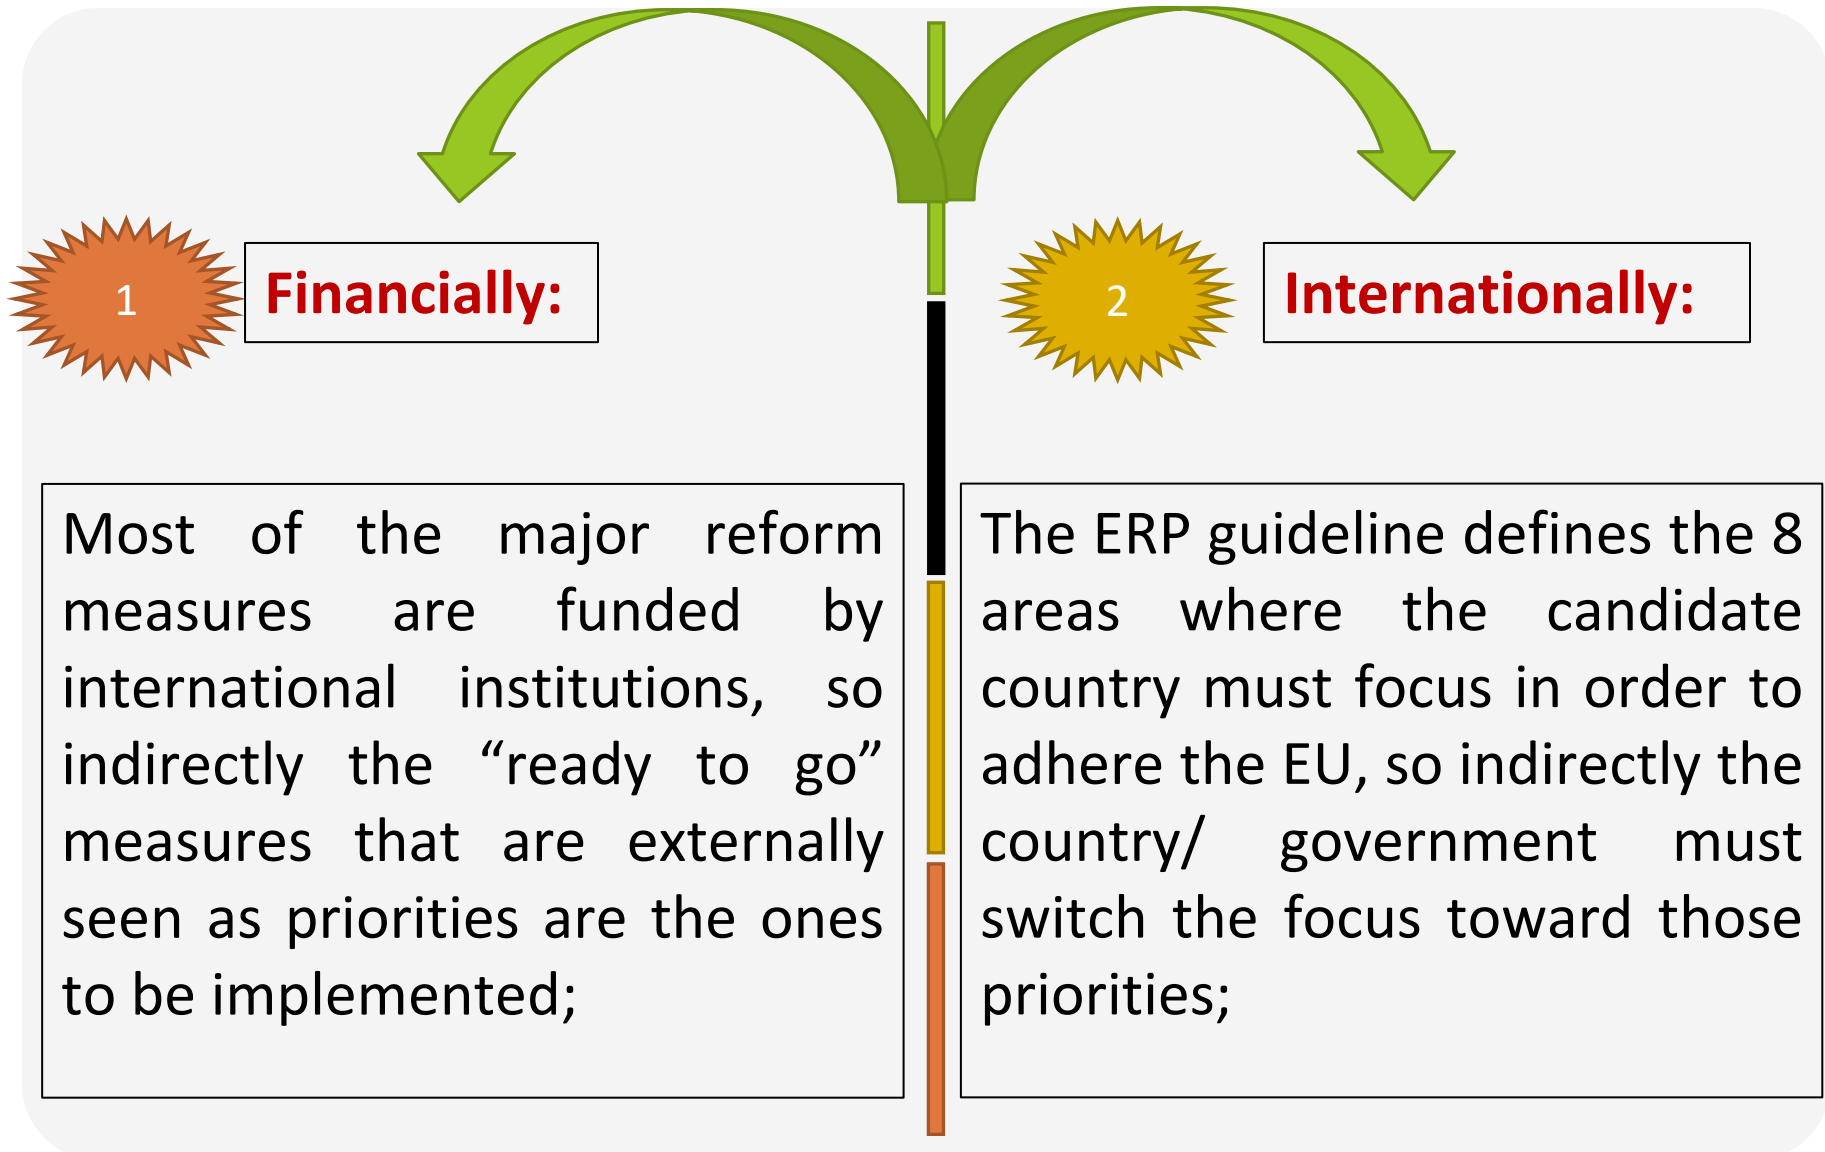 1
Financially:
Most of the major reform
measures are funded by
international institutions, so
indirectly the “ready to go”
measures that are externally
seen as priorities are the ones
to be implemented;
2
Internationally:
The ERP guideline defines the 8
areas where the candidate
country must focus in order to
adhere the EU, so indirectly the
country/ government must
switch the focus toward those
priorities;